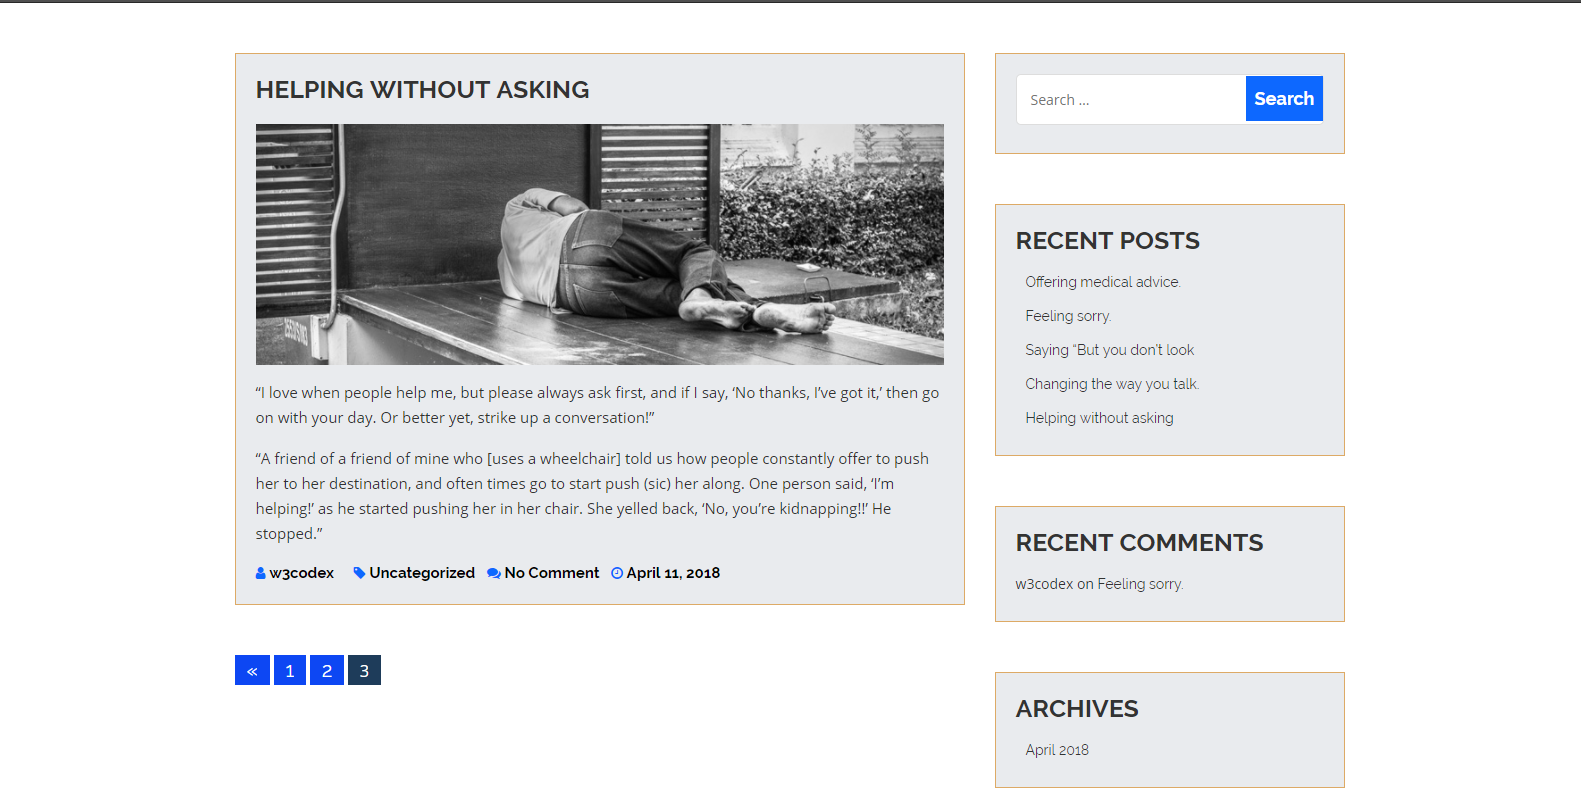 HELPING WITHOUT ASKING
“I love when people help me, but please always ask first, and if I say, ‘No thanks, I’ve got it,’ then go
on with your day. Or better yet, strike up a conversation!”
“A friend of a friend of mine who [uses a wheelchair] told us how people constantly offer to push
her to her destination, and often times go to start push (sic) her along. One person said, ‘I’m
helping!’ as he started pushing her in her chair. She yelled back, ‘No, you’re kidnapping!!’ He
stopped.”
w3codex Uncategorized No Comment April 11, 2018
« 1 2 3
Search ... Search
RECENT POSTS
Offering medical advice.
Feeling sorry.
Saying “But you don’t look
Changing the way you talk.
Helping without asking
RECENT COMMENTS
w3codex on Feeling sorry.
ARCHIVES
April 2018